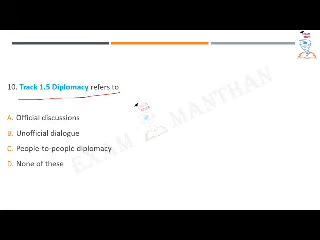 10. Track 1.5 Diplomacy refers to
A. Official discussions
B. Unofficial dialogue
C. People-to-people diplomacy
D. None of these
EXAM MANTHAN